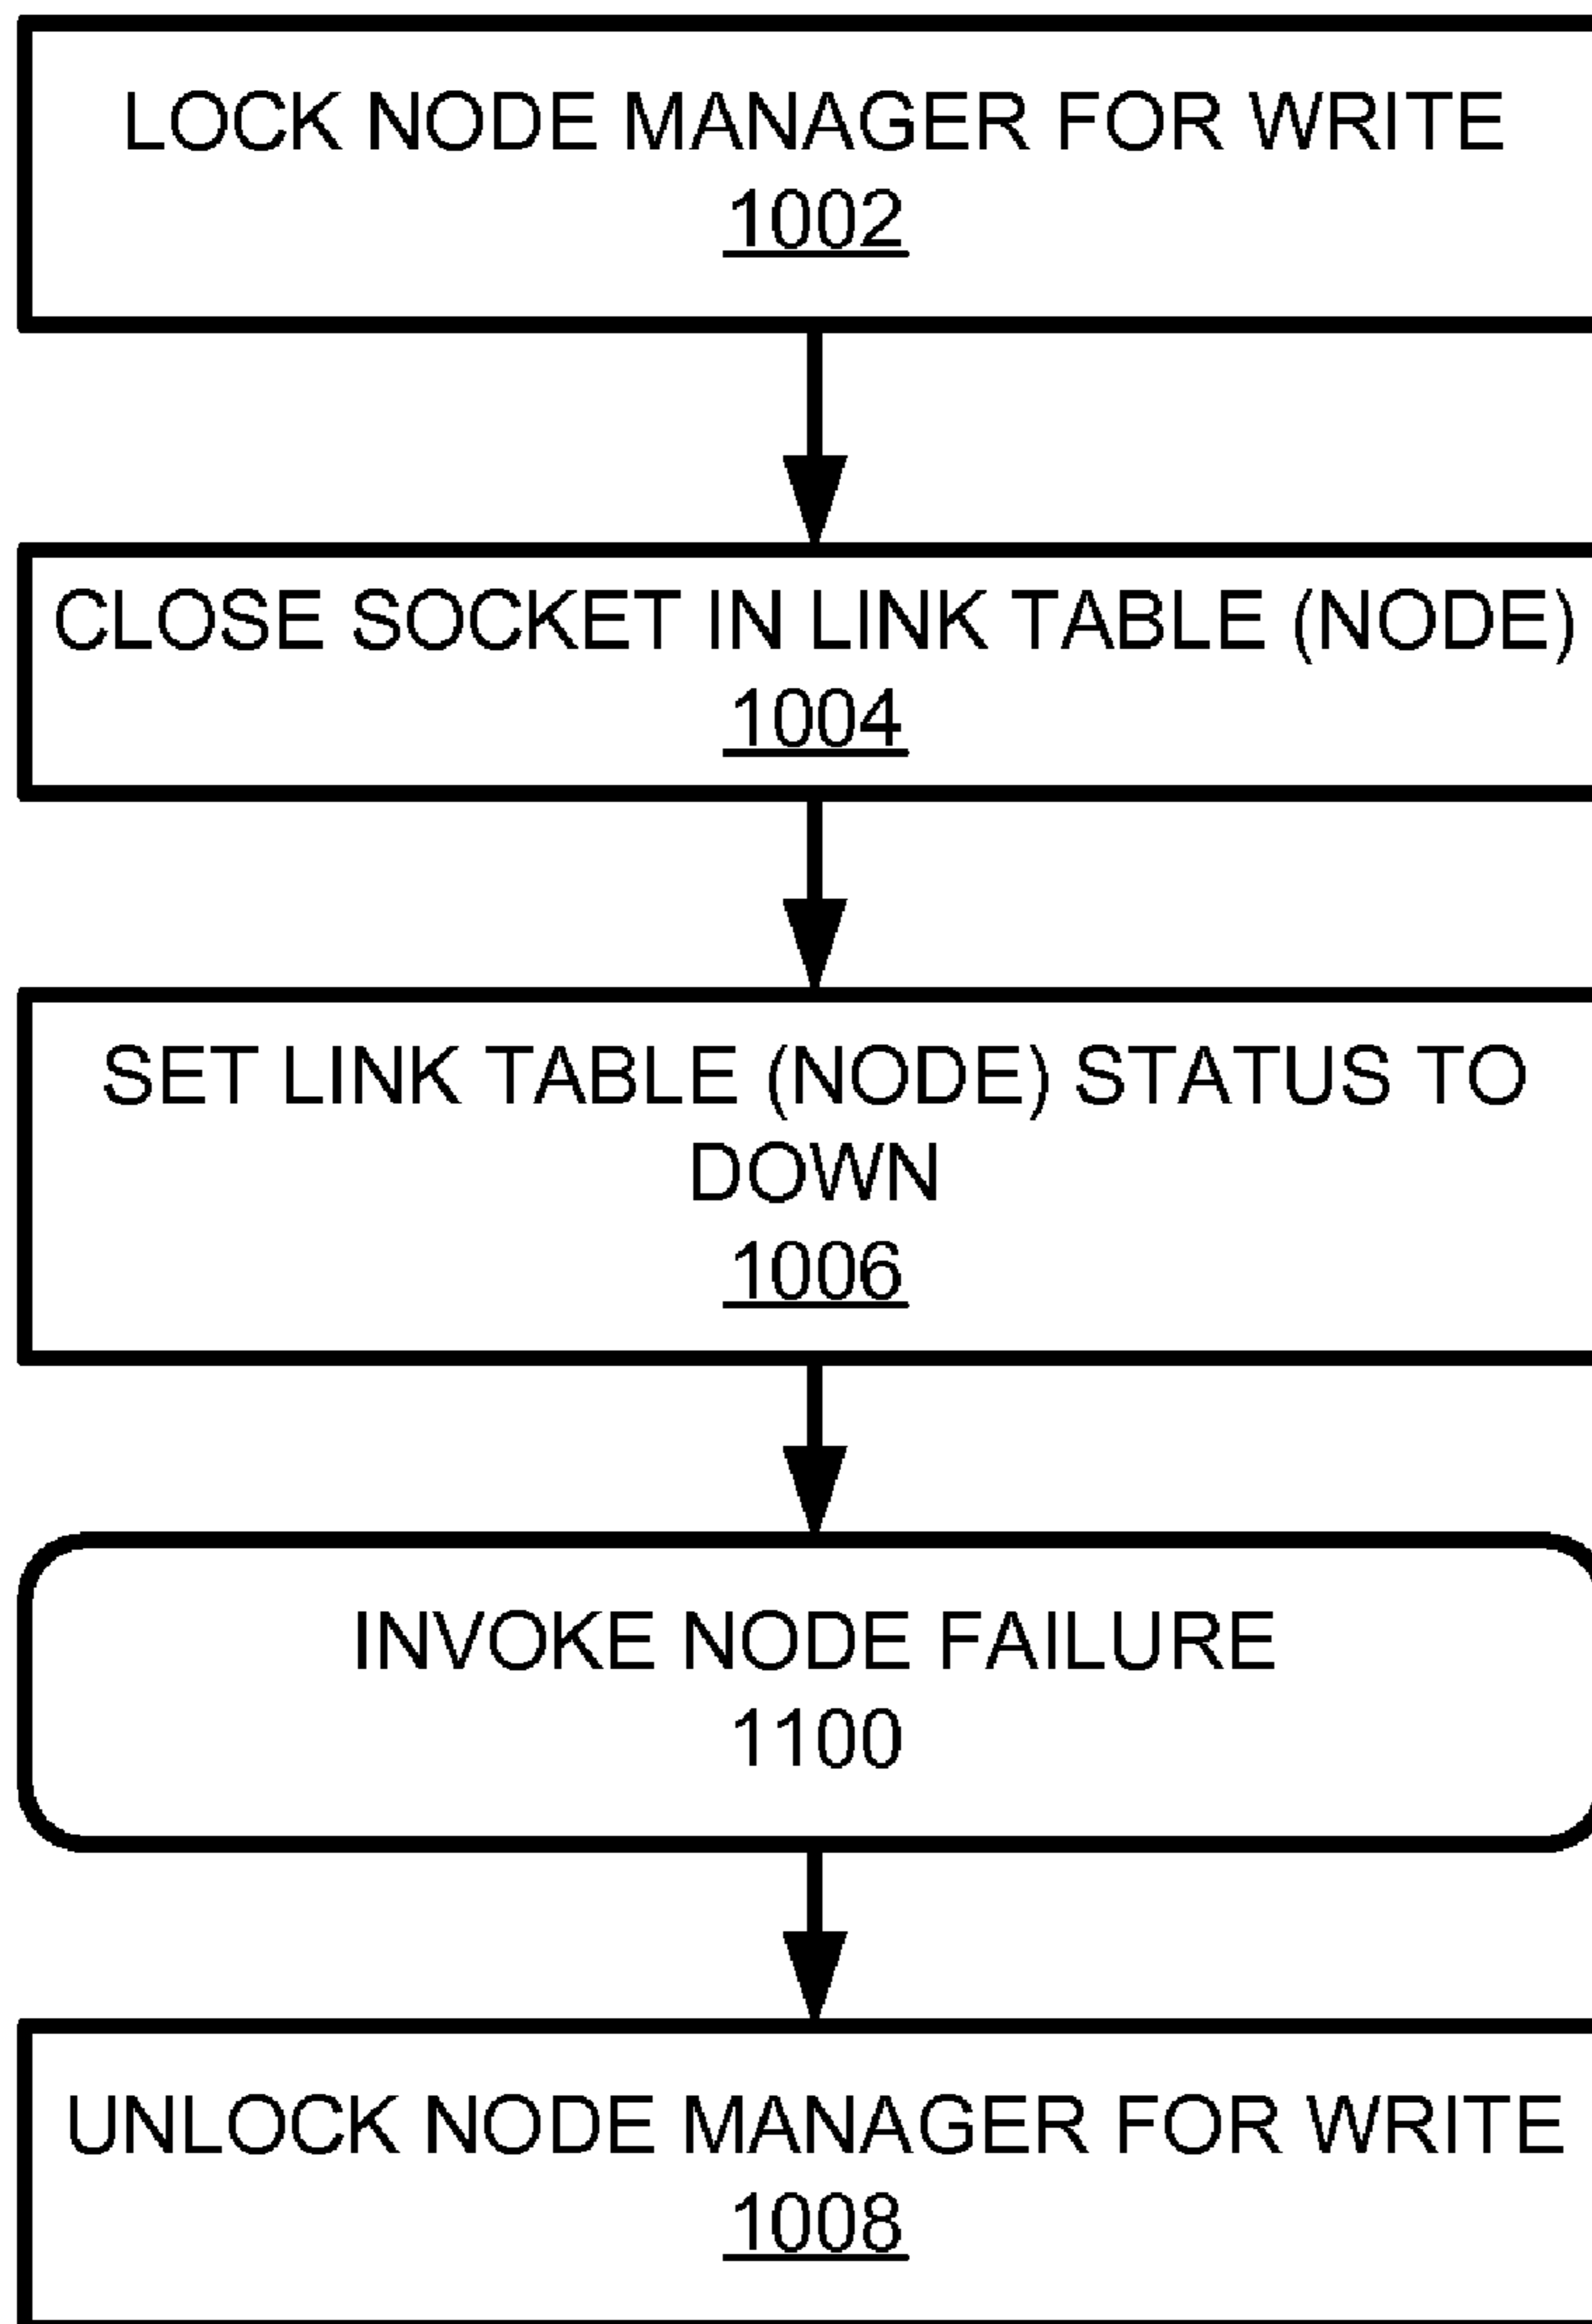 LOCK NODE MANAGER FOR WRITE
1002
CLOSE SOCKET IN LINK TABLE (NODE)
1004
SET LINK TABLE (NODE) STATUS TO
DOWN
1006
INVOKE NODE FAILURE
1100
UNLOCK NODE MANAGER FOR WRITE
1008